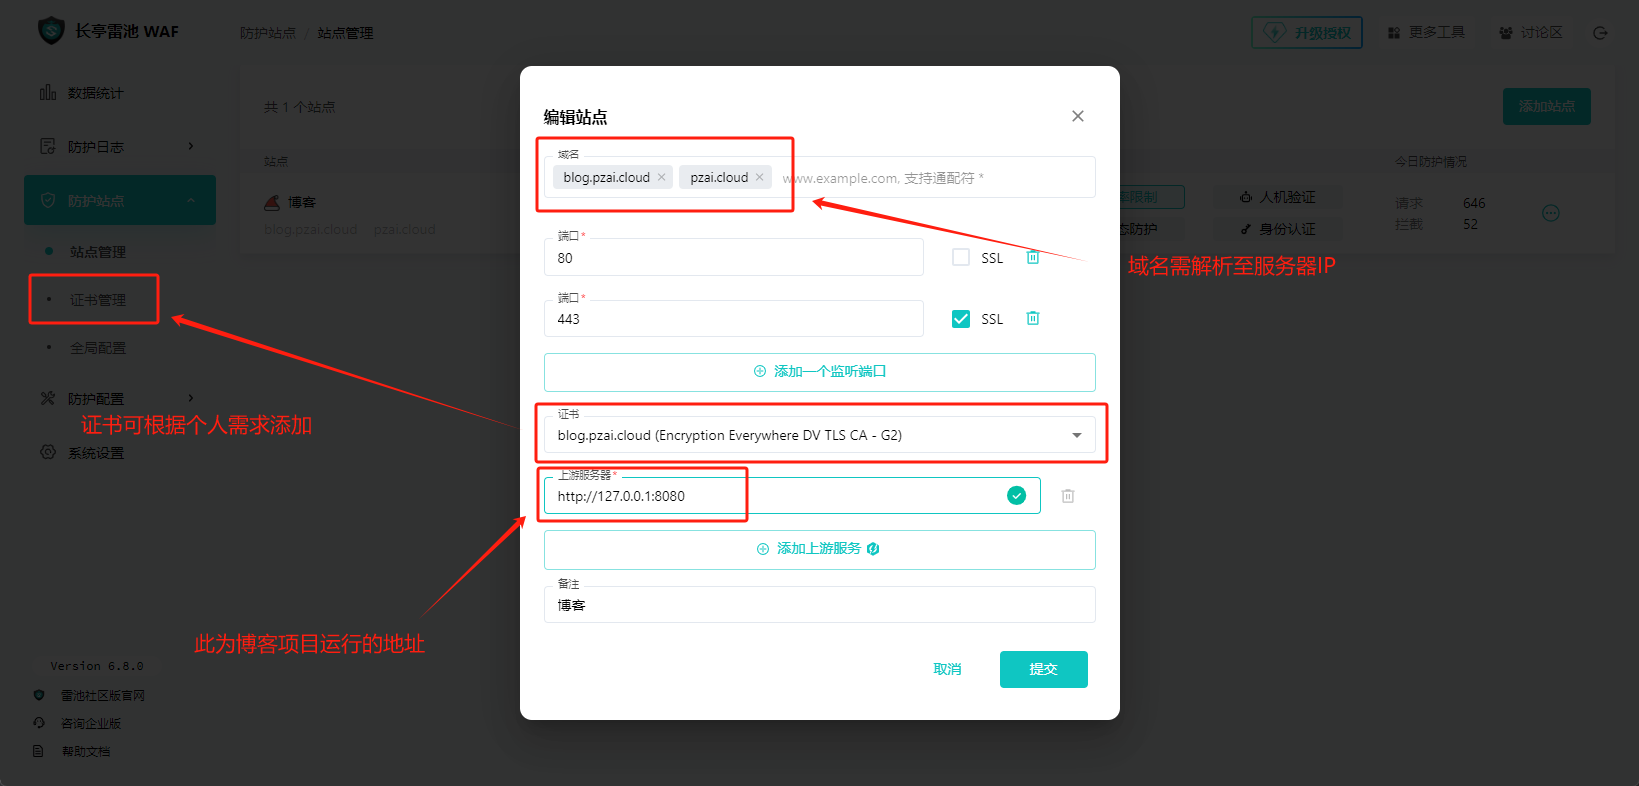 长亭雷池 WAF
防护站点 / 站点管理
升级授权
更多工具
讨论区
数据统计
防护日志
防护站点
站点管理
证书管理
全局配置
防护配置
系统设置
共 1 个站点
添加站点
站点
今日防护情况
博客
blog.pzai.cloud pzai.cloud
率限制
人机验证
态防护
身份认证
请求 646
拦截 52
编辑站点
域名
blog.pzai.cloud
pzai.cloud
www.example.com, 支持通配符 *
端口 *
80
SSL
端口 *
443
SSL
添加一个监听端口
证书
blog.pzai.cloud (Encryption Everywhere DV TLS CA - G2)
上游服务器 *
http://127.0.0.1:8080
添加上游服务
备注
博客
取消
提交
域名需解析至服务器IP
证书可根据个人需求添加
此为博客项目运行的地址
Version 6.8.0
雷池社区版官网
咨询企业版
帮助文档